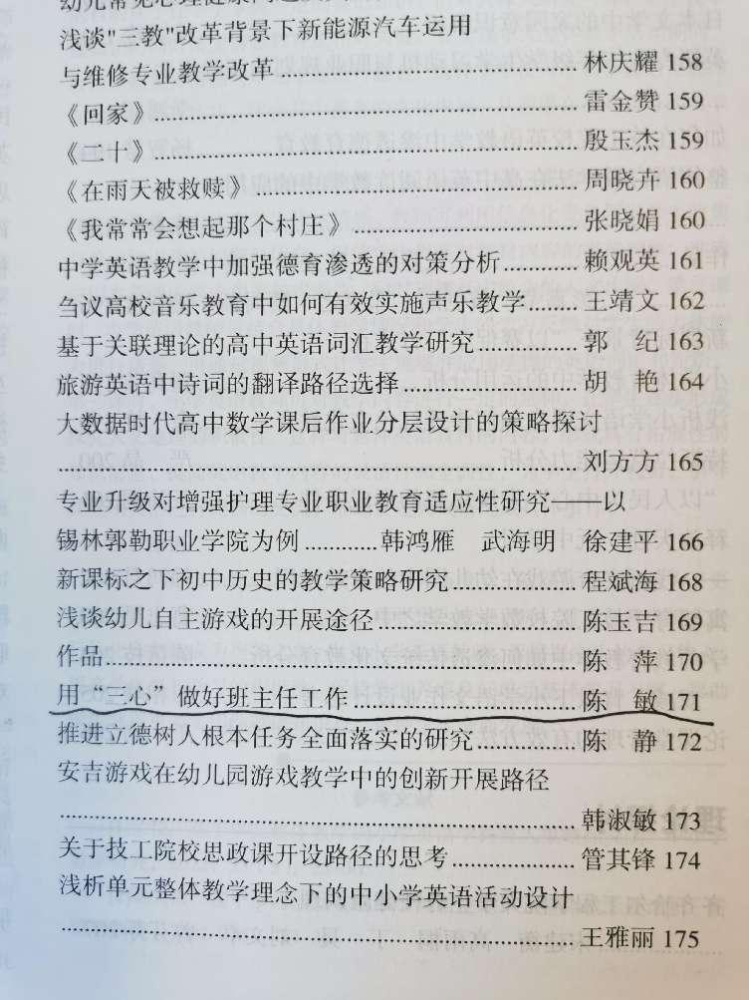 幼儿常见心理健康问题
浅谈"三教"改革背景下新能源汽车运用
与维修专业教学改革........................林庆耀 158
《回家》........................雷金赞 159
《二十》........................殷玉杰 159
《在雨天被救赎》........................周晓卉 160
《我常常会想起那个村庄》........................张晓娟 160
中学英语教学中加强德育渗透的对策分析............赖观英 161
刍议高校音乐教育中如何有效实施声乐教学........王靖文 162
基于关联理论的高中英语词汇教学研究................郭 纪 163
旅游英语中诗词的翻译路径选择........................胡 艳 164
大数据时代高中数学课后作业分层设计的策略探讨
........................刘方方 165
专业升级对增强护理专业职业教育适应性研究——以
锡林郭勒职业学院为例............韩鸿雁 武海明 徐建平 166
新课标之下初中历史的教学策略研究....................程斌海 168
浅谈幼儿自主游戏的开展途径........................陈玉吉 169
作品........................陈 萍 170
用“三心”做好班主任工作........................陈 敏 171
推进立德树人根本任务全面落实的研究................陈 静 172
安吉游戏在幼儿园游戏教学中的创新开展路径
........................韩淑敏 173
关于技工院校思政课开设路径的思考....................管其锋 174
浅析单元整体教学理念下的中小学英语活动设计
........................王雅丽 175